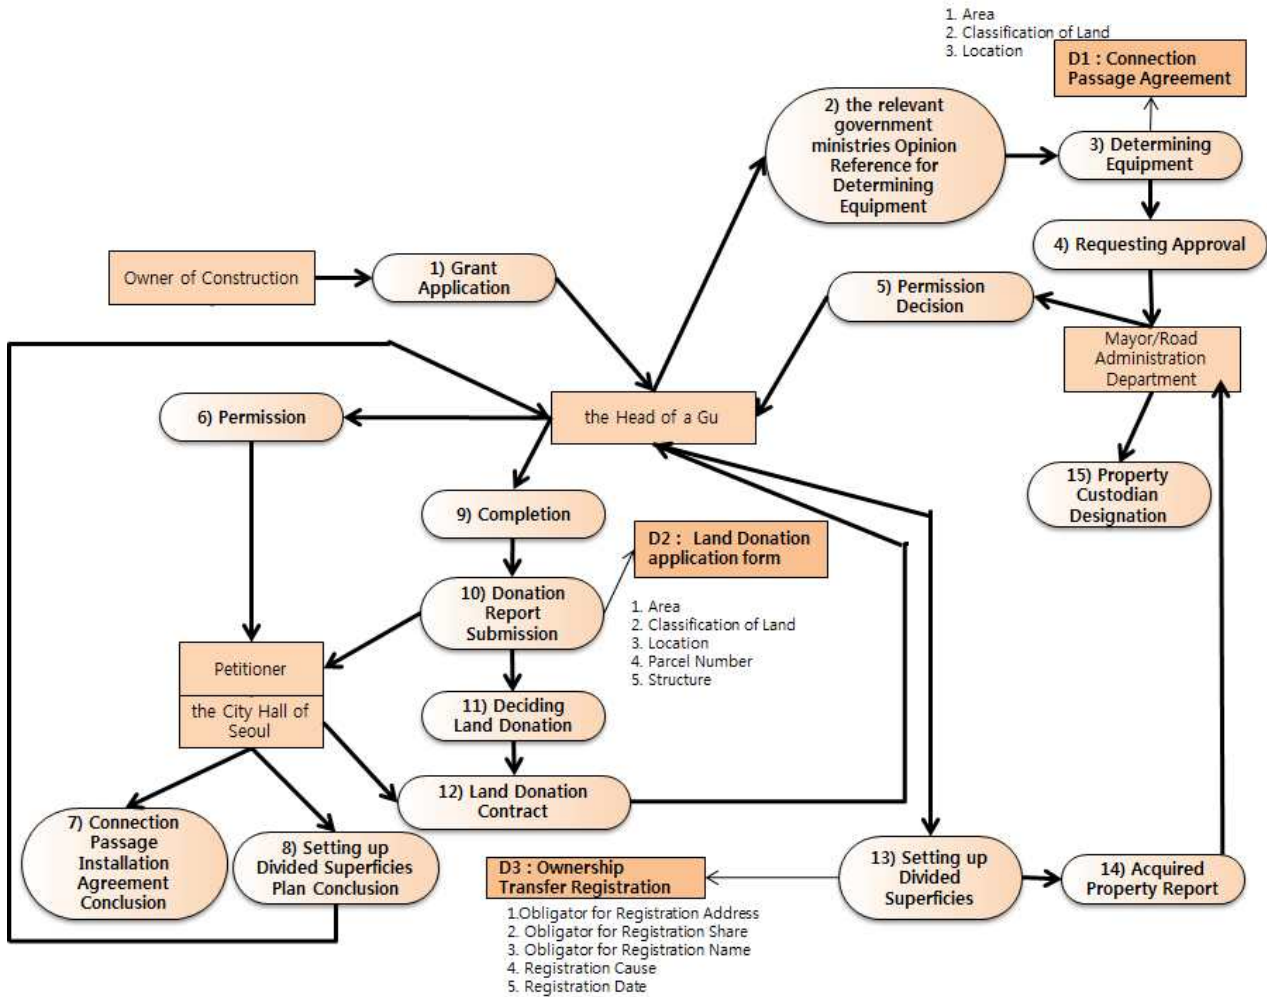 1. Area
2. Classification of Land
3. Location
D1 : Connection
Passage Agreement
2) the relevant
government
ministries Opinion
Reference for
Determining
Equipment
3) Determining
Equipment
4) Requesting Approval
Owner of Construction
1) Grant
Application
5) Permission
Decision
Mayor/Road
Administration
Department
6) Permission
the Head of a Gu
15) Property
Custodian
Designation
9) Completion
D2 : Land Donation
application form
10) Donation
Report
Submission
1. Area
2. Classification of Land
3. Location
4. Parcel Number
5. Structure
Petitioner
the City Hall of
Seoul
11) Deciding
Land Donation
12) Land Donation
Contract
7) Connection
Passage
Installation
Agreement
Conclusion
8) Setting up
Divided Superficies
Plan Conclusion
D3 : Ownership
Transfer Registration
1.Obligator for Registration Address
2. Obligator for Registration Share
3. Obligator for Registration Name
4. Registration Cause
5. Registration Date
13) Setting up
Divided
Superficies
14) Acquired
Property Report